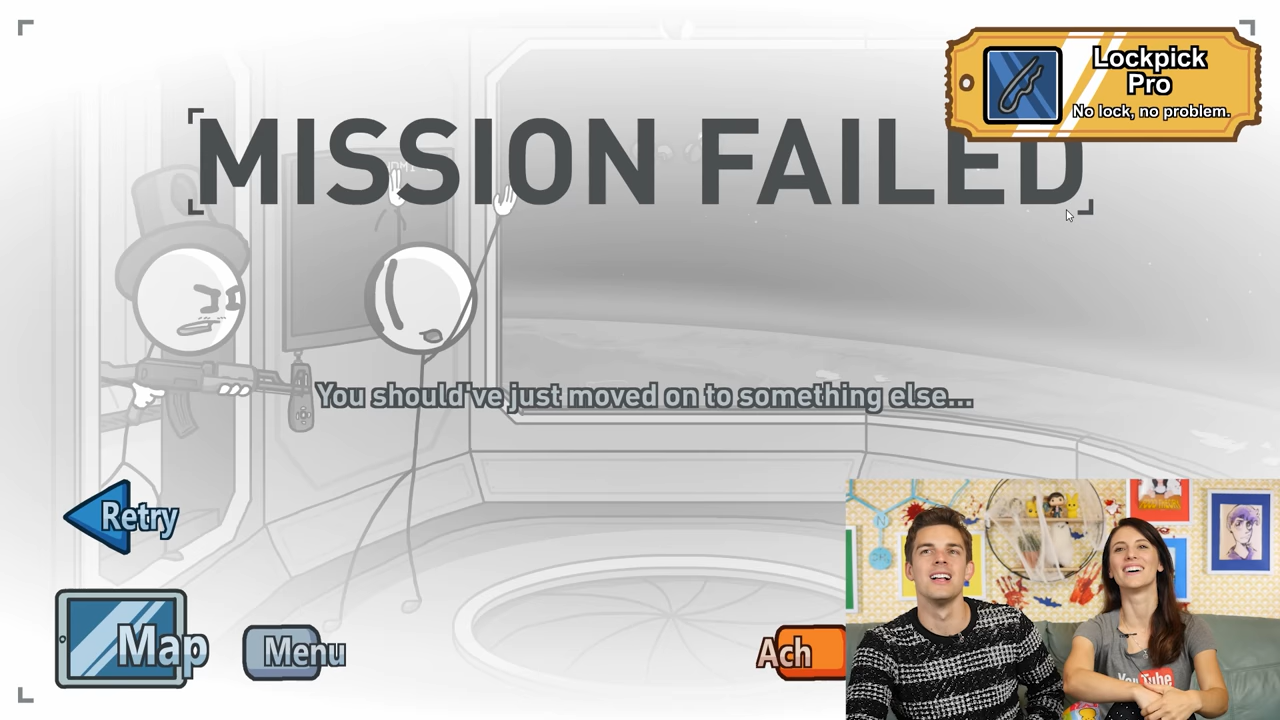 Lockpick
Pro
No lock, no problem.
MISSION FAILED
You should've just moved on to something else...
Retry
Map
Menu
Ach
YouTube